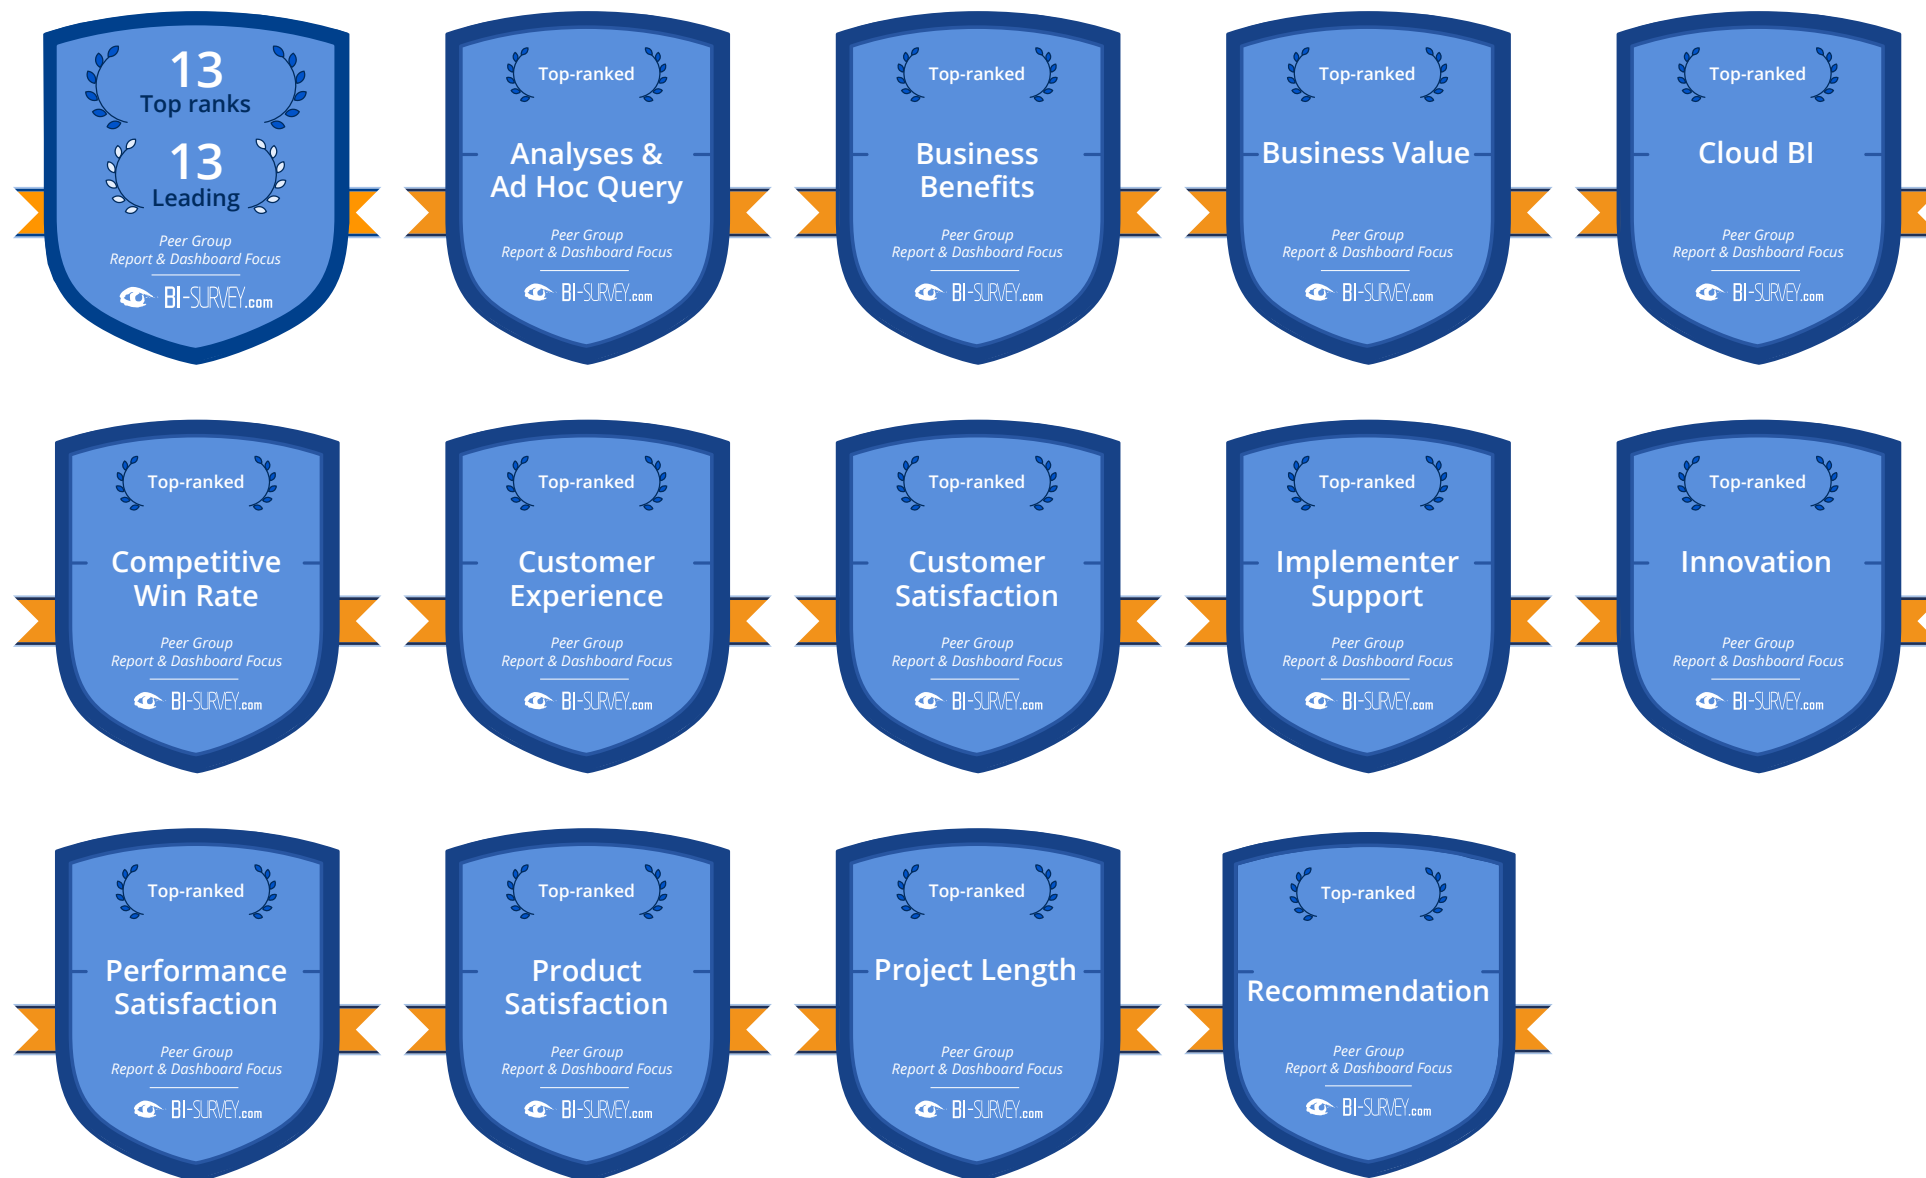 13
Top ranks
13
Leading
Peer Group
Report & Dashboard Focus
BI-SURVEY.com
Top-ranked
Analyses &
Ad Hoc Query
Peer Group
Report & Dashboard Focus
BI-SURVEY.com
Top-ranked
Business
Benefits
Peer Group
Report & Dashboard Focus
BI-SURVEY.com
Top-ranked
Business Value
Peer Group
Report & Dashboard Focus
BI-SURVEY.com
Top-ranked
Cloud BI
Peer Group
Report & Dashboard Focus
BI-SURVEY.com
Top-ranked
Competitive
Win Rate
Peer Group
Report & Dashboard Focus
BI-SURVEY.com
Top-ranked
Customer
Experience
Peer Group
Report & Dashboard Focus
BI-SURVEY.com
Top-ranked
Customer
Satisfaction
Peer Group
Report & Dashboard Focus
BI-SURVEY.com
Top-ranked
Implementer
Support
Peer Group
Report & Dashboard Focus
BI-SURVEY.com
Top-ranked
Innovation
Peer Group
Report & Dashboard Focus
BI-SURVEY.com
Top-ranked
Performance
Satisfaction
Peer Group
Report & Dashboard Focus
BI-SURVEY.com
Top-ranked
Product
Satisfaction
Peer Group
Report & Dashboard Focus
BI-SURVEY.com
Top-ranked
Project Length
Peer Group
Report & Dashboard Focus
BI-SURVEY.com
Top-ranked
Recommendation
Peer Group
Report & Dashboard Focus
BI-SURVEY.com